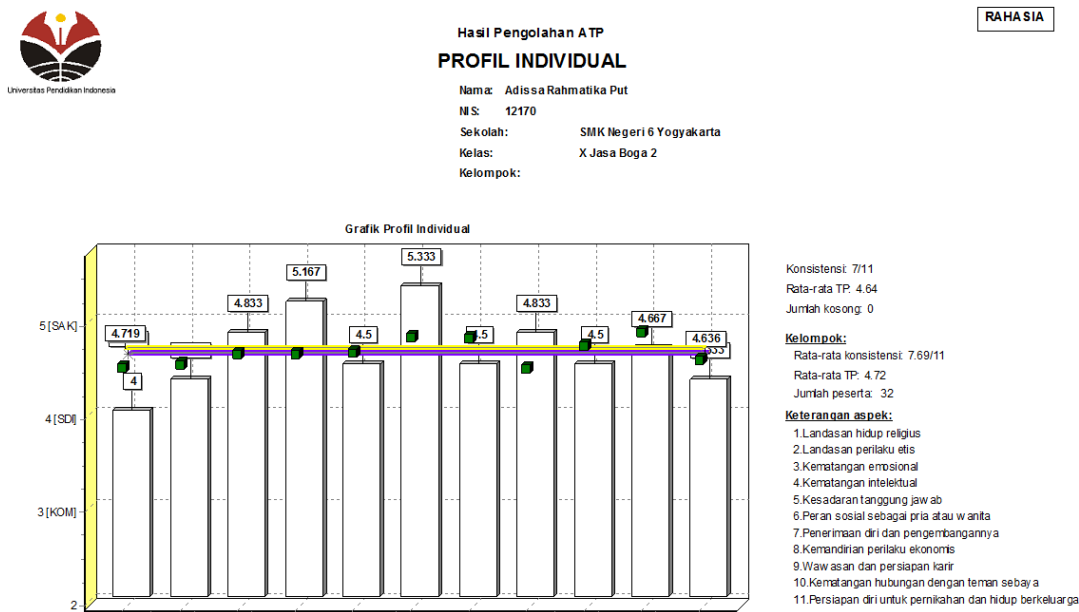 RAHASIA
Universitas Pendidikan Indonesia
Hasil Pengolahan ATP
PROFIL INDIVIDUAL
Nama: Adissa Rahmatika Put
NIS: 12170
Sekolah: SMK Negeri 6 Yogyakarta
Kelas: X Jasa Boga 2
Kelompok:
Grafik Profil Individual
5.333
5.167
4.833
4.833
4.667
4.719
4.5
4.5
4.5
4.636
4
5 [SAK]
4 [SDI]
3 [KOM]
2
Konsistensi: 7/11
Rata-rata TP: 4.64
Jumlah kosong: 0
Kelompok:
Rata-rata konsistensi: 7.69/11
Rata-rata TP: 4.72
Jumlah peserta: 32
Keterangan aspek:
1.Landasan hidup religius
2.Landasan perilaku etis
3.Kematangan emosional
4.Kematangan intelektual
5.Kesadaran tanggung jawab
6.Peran sosial sebagai pria atau wanita
7.Penerimaan diri dan pengembangannya
8.Kemandirian perilaku ekonomis
9.Wawasan dan persiapan karir
10.Kematangan hubungan dengan teman sebaya
11.Persiapan diri untuk pernikahan dan hidup berkeluarga